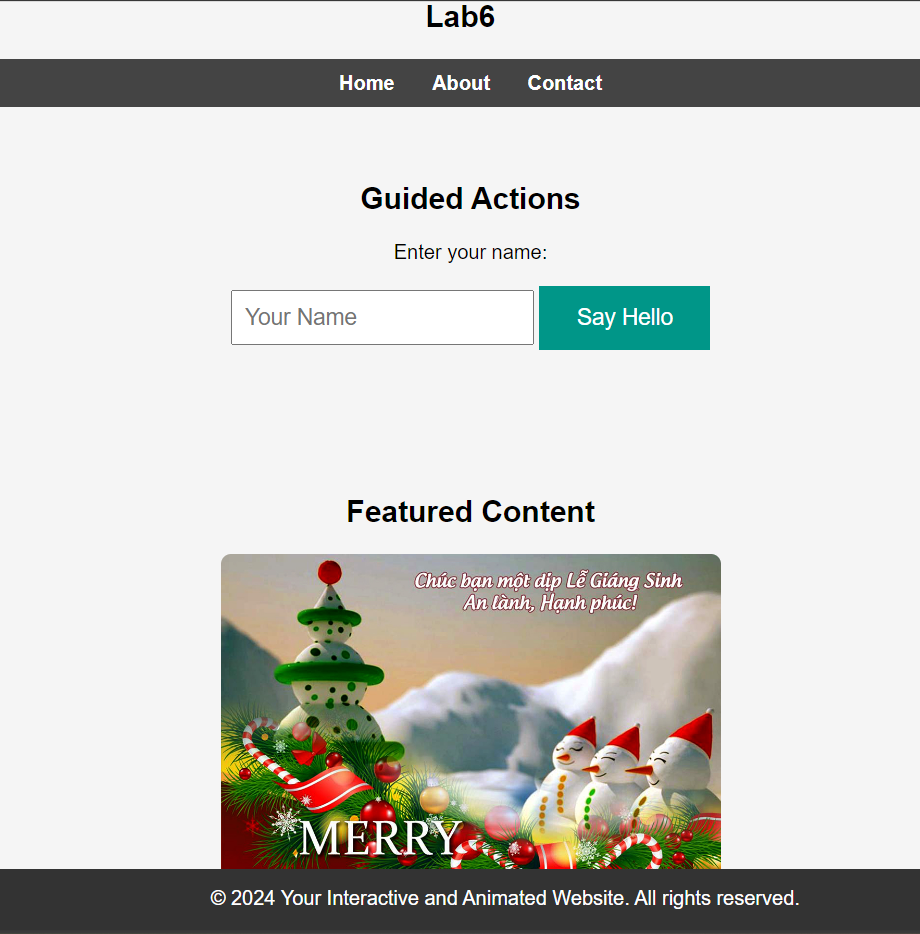 Lab6
Home About Contact
Guided Actions
Enter your name:
Your Name Say Hello
Featured Content
Chúc bạn một dịp Lễ Giáng Sinh
An lành, Hạnh phúc!
MERRY
© 2024 Your Interactive and Animated Website. All rights reserved.